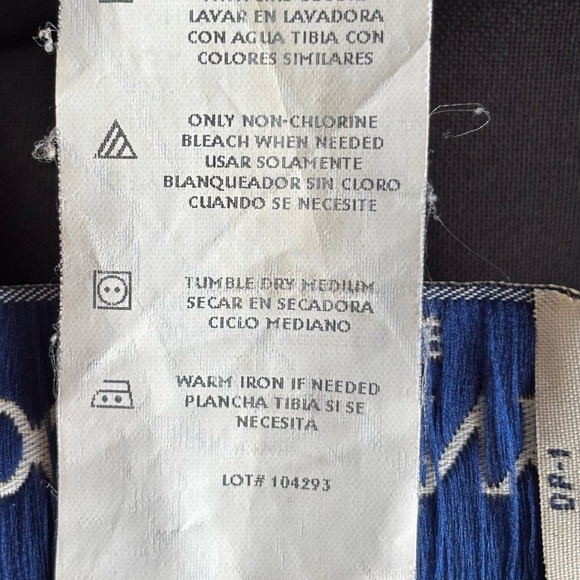 LAVAR EN LAVADORA
CON AGUA TIBIA CON
COLORES SIMILARES
ONLY NON-CHLORINE
BLEACH WHEN NEEDED
USAR SOLAMENTE
BLANQUEADOR SIN CLORO
CUANDO SE NECESITE
TUMBLE DRY MEDIUM
SECAR EN SECADORA
CICLO MEDIANO
WARM IRON IF NEEDED
PLANCHA TIBIA SI SE
NECESITA
LOT# 104293
DP-1